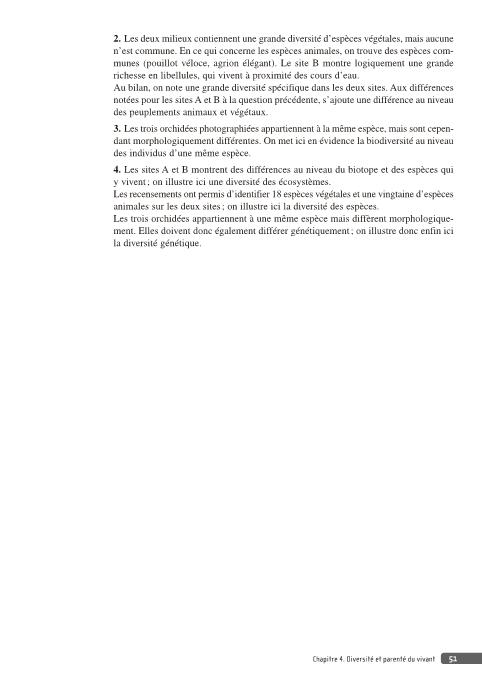 2. Les deux milieux contiennent une grande diversité d'espèces végétales, mais aucune
n'est commune. En ce qui concerne les espèces animales, on trouve des espèces com-
munes (pouillot véloce, agrion élégant). Le site B montre logiquement une grande
richesse en libellules, qui vivent à proximité des cours d'eau.
Au bilan, on note une grande diversité spécifique dans les deux sites. Aux différences
notées pour les sites A et B à la question précédente, s'ajoute une différence au niveau
des peuplements animaux et végétaux.
3. Les trois orchidées photographiées appartiennent à la même espèce, mais sont cepen-
dant morphologiquement différentes. On met ici en évidence la biodiversité au niveau
des individus d'une même espèce.
4. Les sites A et B montrent des différences au niveau du biotope et des espèces qui
y vivent ; on illustre ici une diversité des écosystèmes.
Les recensements ont permis d'identifier 18 espèces végétales et une vingtaine d'espèces
animales sur les deux sites ; on illustre ici la diversité des espèces.
Les trois orchidées appartiennent à une même espèce mais diffèrent morphologique-
ment. Elles doivent donc également différer génétiquement ; on illustre donc enfin ici
la diversité génétique.
Chapitre 4. Diversité et parenté du vivant 51